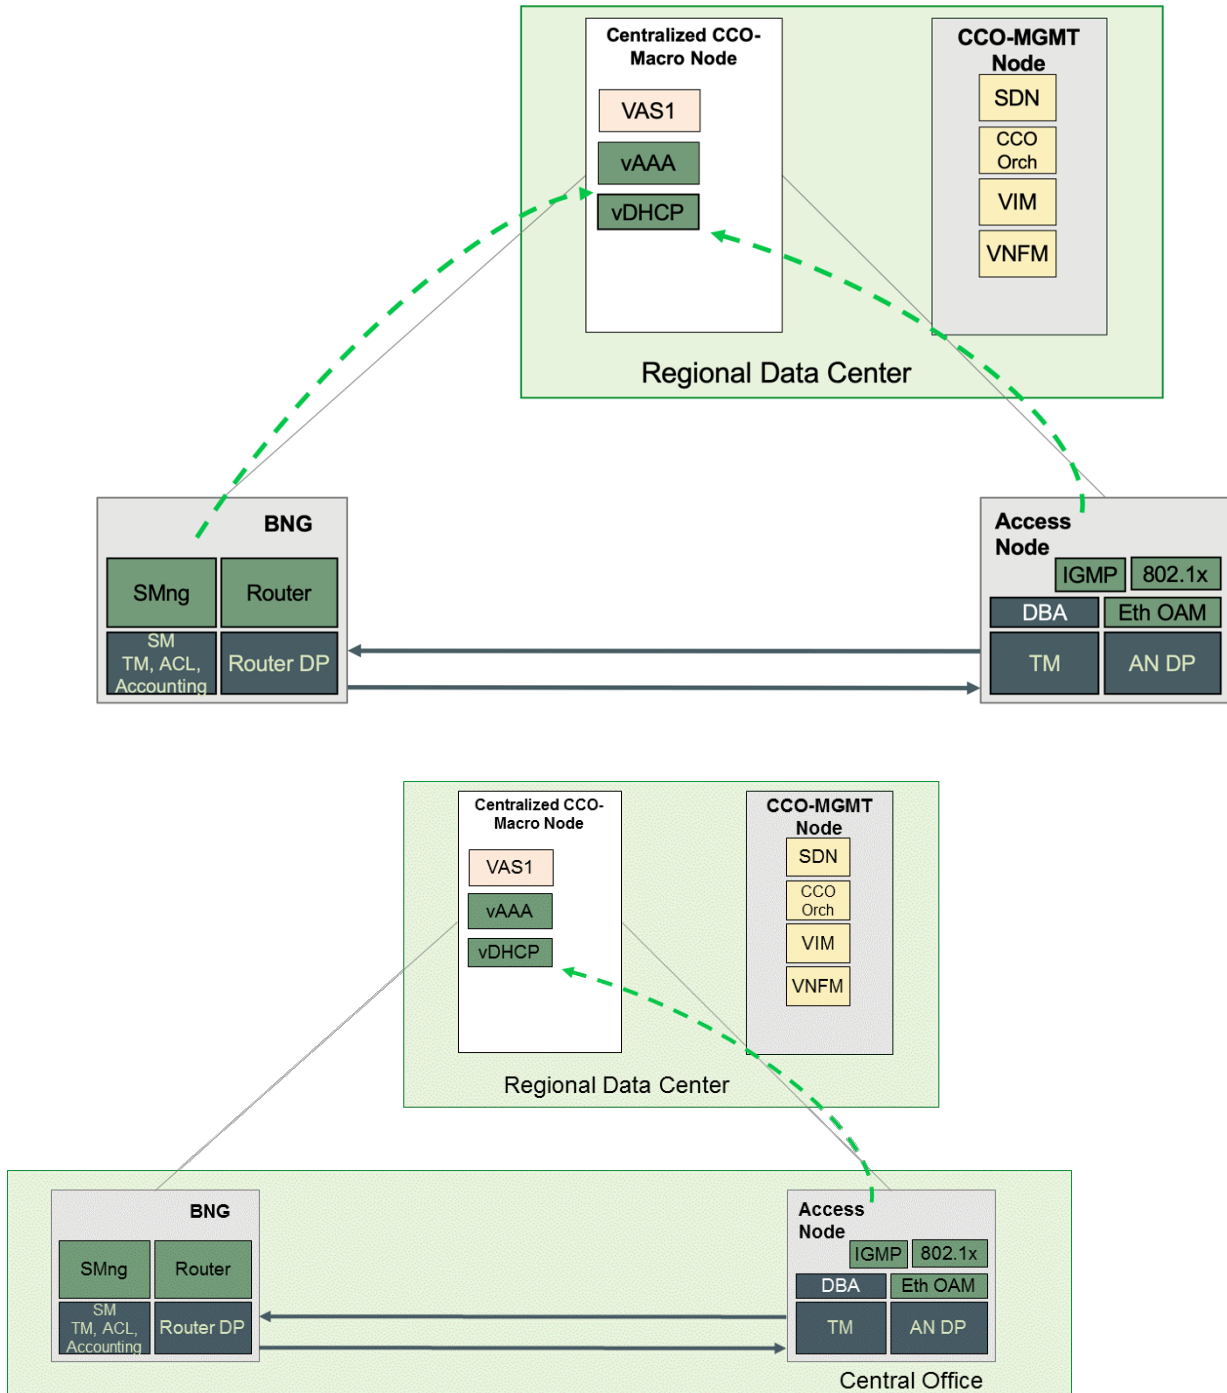 Centralized CCO-
Macro Node
VAS1
vAAA
vDHCP
CCO-MGMT
Node
SDN
CCO
Orch
VIM
VNFM
Regional Data Center
BNG
SMng
Router
SM
TM, ACL,
Accounting
Router DP
Access
Node
IGMP
802.1x
DBA
Eth OAM
TM
AN DP
Centralized CCO-
Macro Node
VAS1
vAAA
vDHCP
CCO-MGMT
Node
SDN
CCO
Orch
VIM
VNFM
Regional Data Center
BNG
SMng
Router
SM
TM, ACL,
Accounting
Router DP
Access
Node
IGMP
802.1x
DBA
Eth OAM
TM
AN DP
Central Office